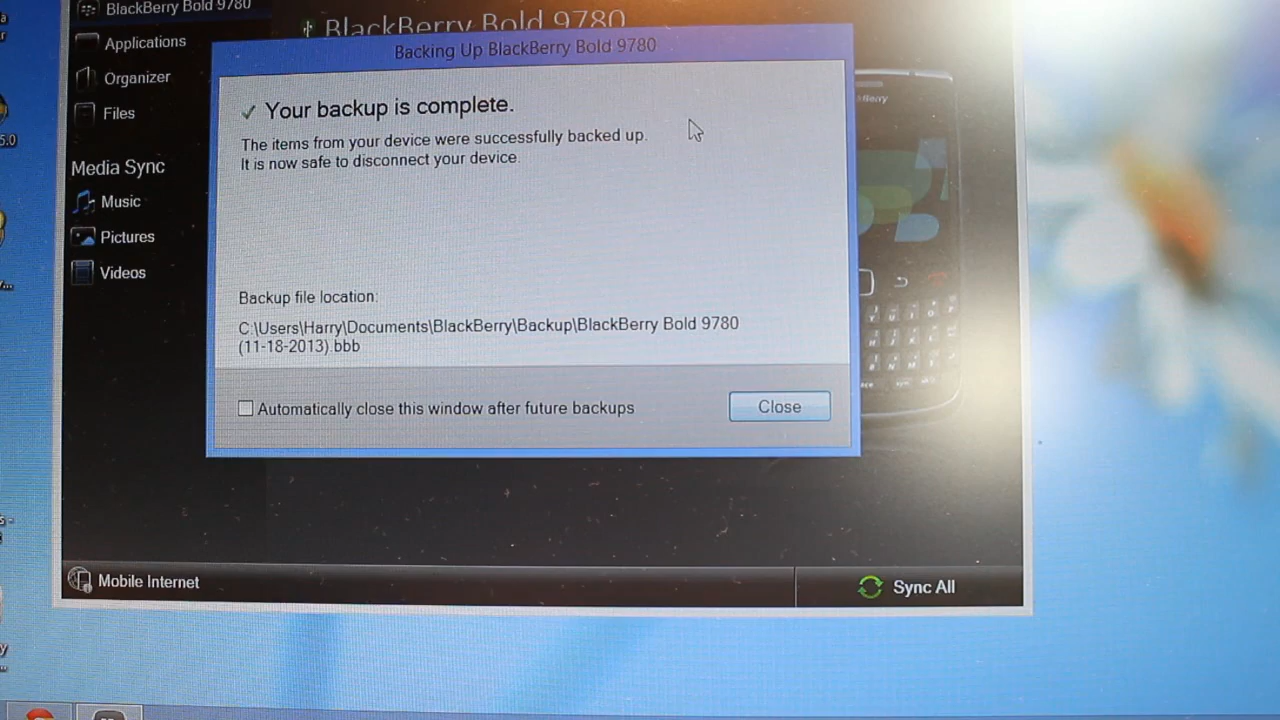 BlackBerry Bold 9780
BlackBerry Bold 9780
Applications
Organizer
Files
Media Sync
Music
Pictures
Videos
Backing Up BlackBerry Bold 9780
Your backup is complete.
The items from your device were successfully backed up.
It is now safe to disconnect your device.
Backup file location:
C:\Users\Harry\Documents\BlackBerry\Backup\BlackBerry Bold 9780
(11-18-2013).bbb
Automatically close this window after future backups
Close
Mobile Internet
Sync All
5.0